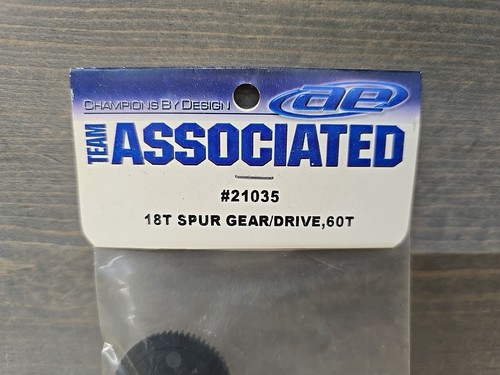 CHAMPIONS BY DESIGN
ae
TEAM
ASSOCIATED
#21035
18T SPUR GEAR/DRIVE,60T